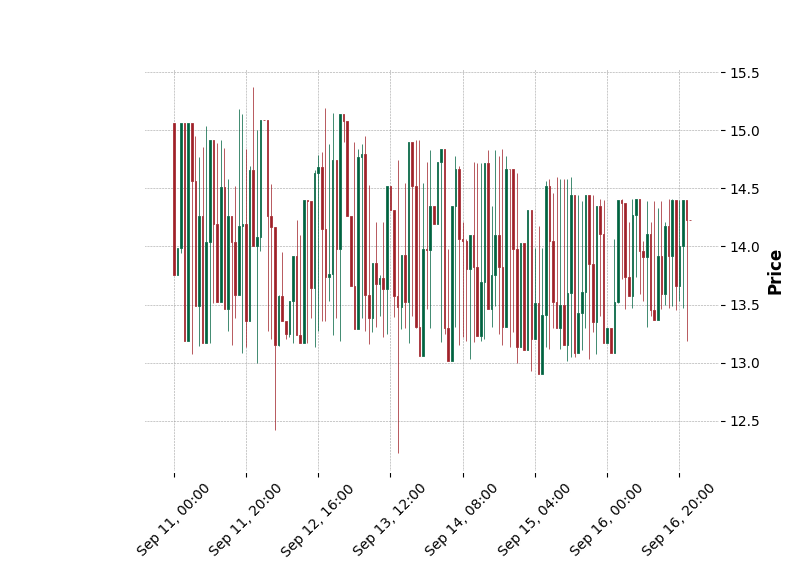 15.5
15.0
14.5
14.0
13.5
13.0
12.5
Price
Sep 11, 00:00
Sep 11, 20:00
Sep 12, 16:00
Sep 13, 12:00
Sep 14, 08:00
Sep 15, 04:00
Sep 16, 00:00
Sep 16, 20:00